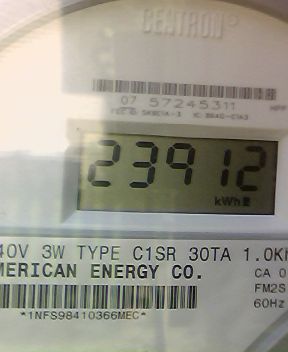 CENTRON®
07 57245311
23912
kWh
40V 3W TYPE C1SR 30TA 1.0K
MERICAN ENERGY CO.
CA 0
FM2S
60Hz
*1NFS98410366MEC*